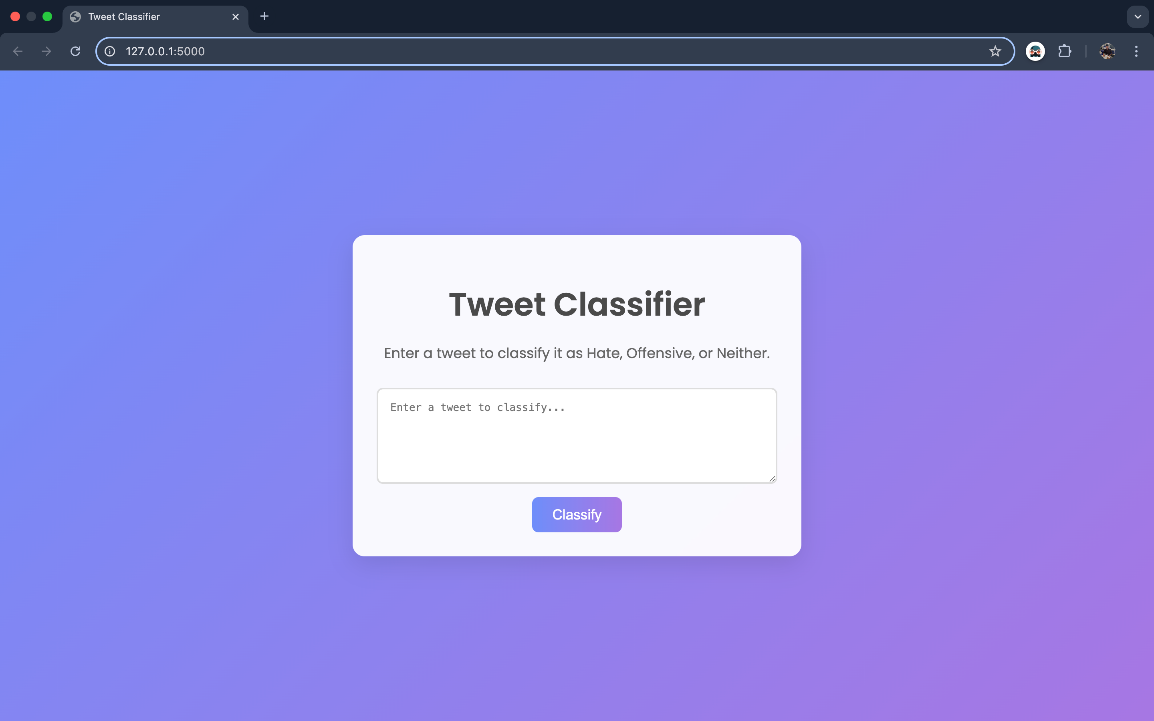 Tweet Classifier
127.0.0.1:5000
Tweet Classifier
Enter a tweet to classify it as Hate, Offensive, or Neither.
Enter a tweet to classify...
Classify